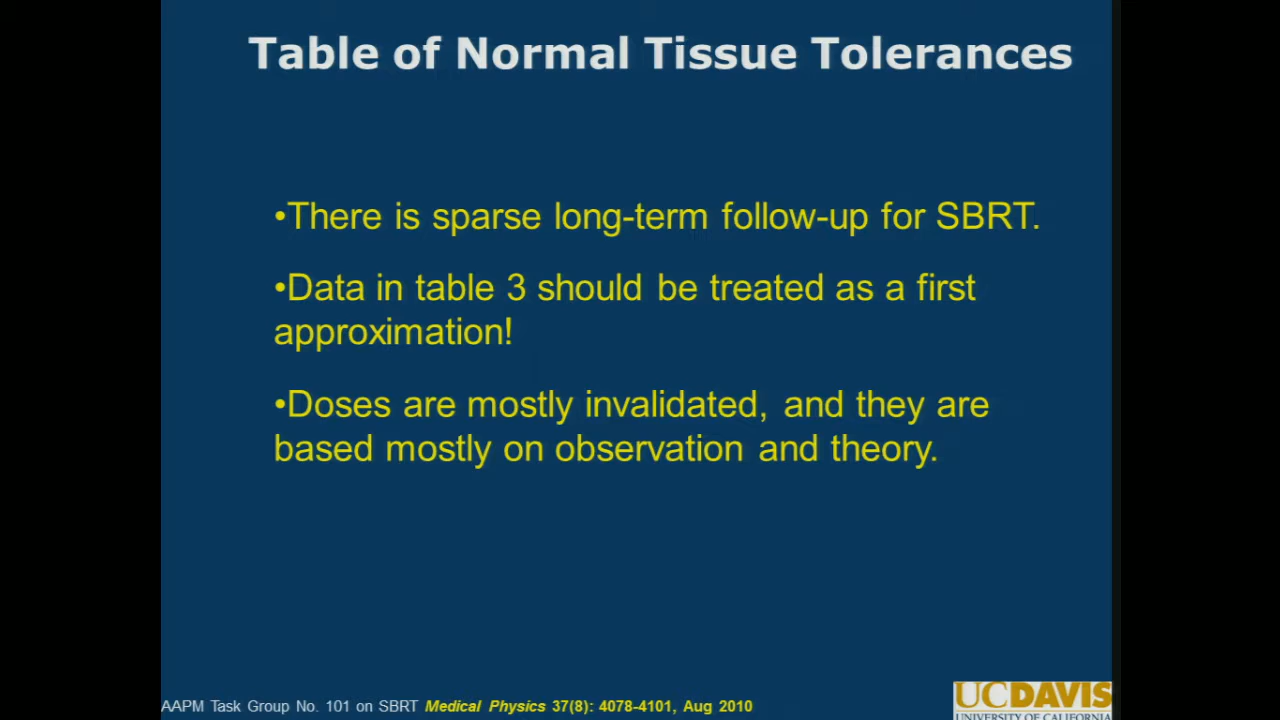 Table of Normal Tissue Tolerances
•There is sparse long-term follow-up for SBRT.
•Data in table 3 should be treated as a first
approximation!
•Doses are mostly invalidated, and they are
based mostly on observation and theory.
AAPM Task Group No. 101 on SBRT Medical Physics 37(8): 4078-4101, Aug 2010
UCDAVIS
UNIVERSITY OF CALIFORNIA